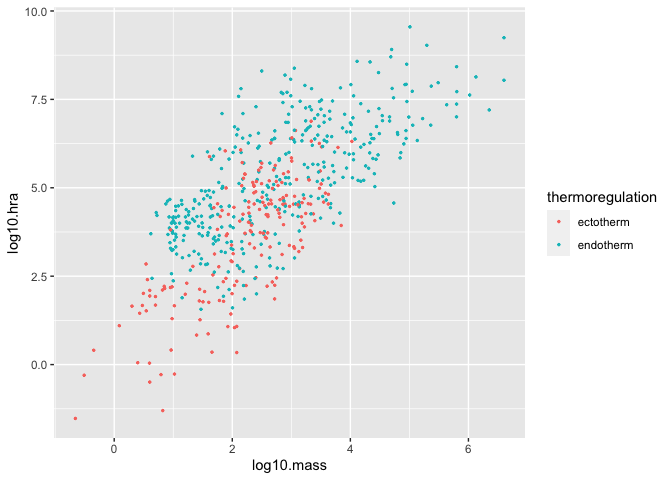 10.0
7.5
5.0
2.5
0.0
log10.hra
0 2 4 6
log10.mass
thermoregulation
ectotherm
endotherm